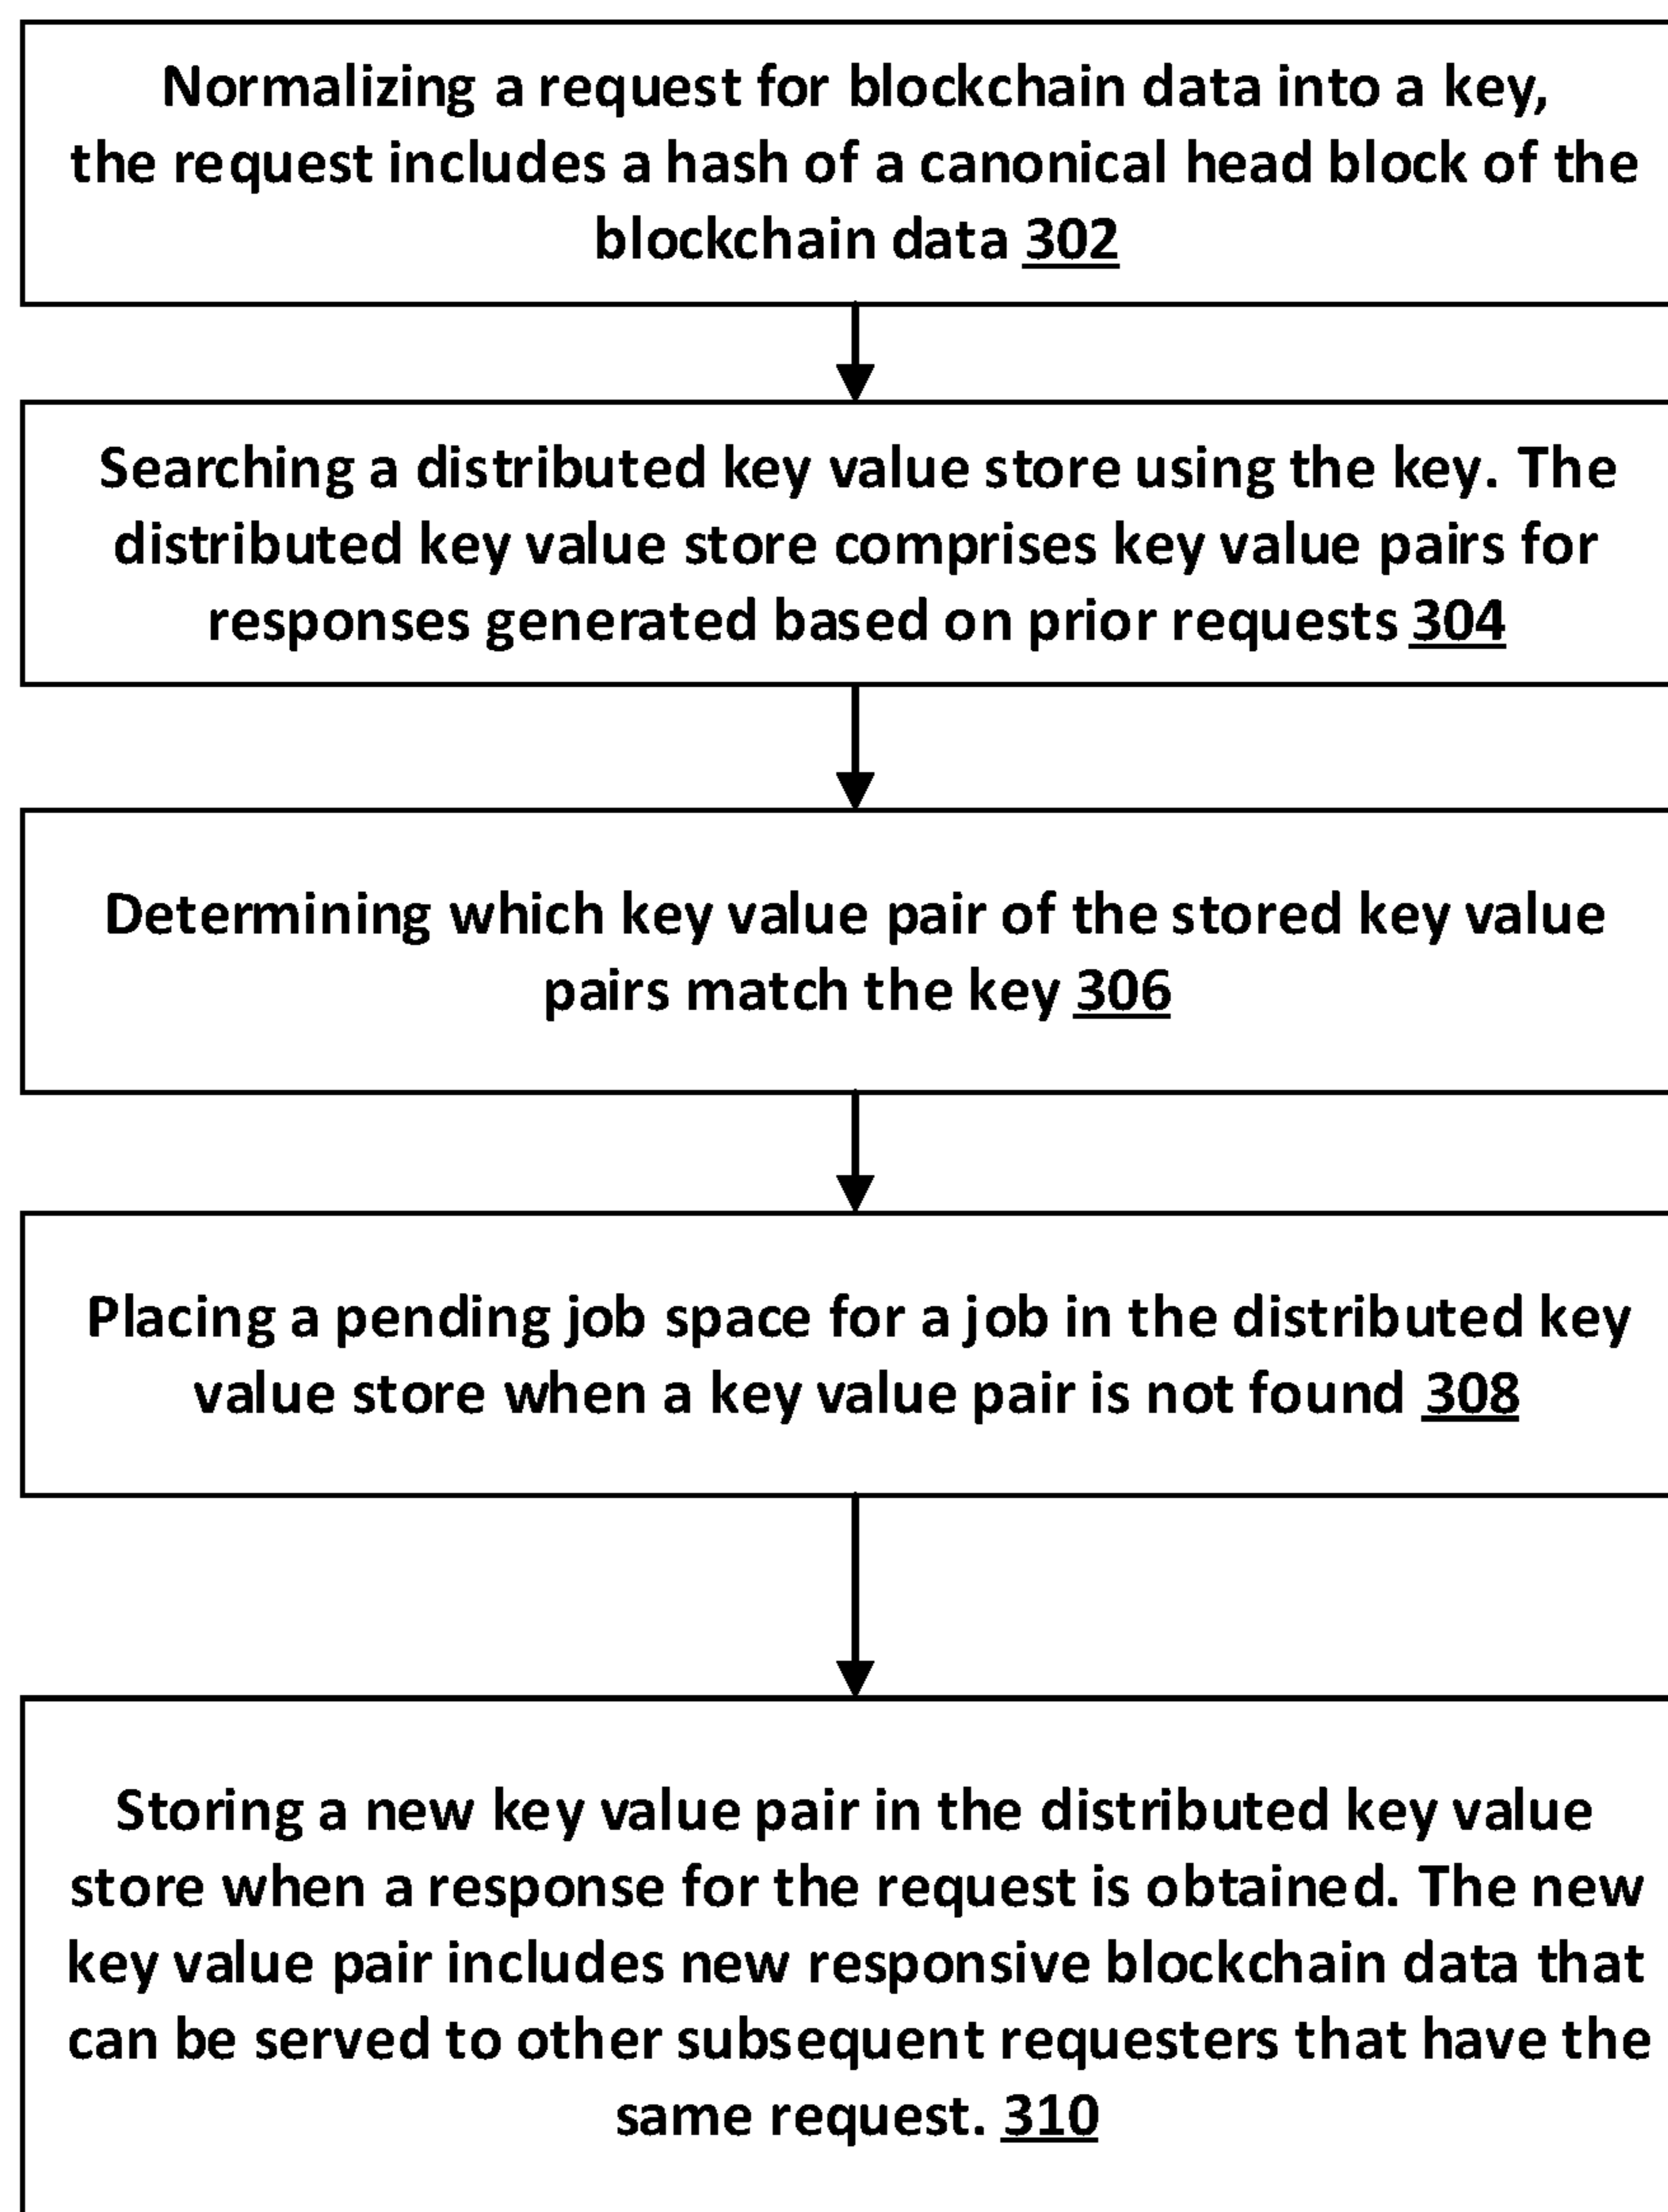 Normalizing a request for blockchain data into a key,
the request includes a hash of a canonical head block of the
blockchain data 302
Searching a distributed key value store using the key. The
distributed key value store comprises key value pairs for
responses generated based on prior requests 304
Determining which key value pair of the stored key value
pairs match the key 306
Placing a pending job space for a job in the distributed key
value store when a key value pair is not found 308
Storing a new key value pair in the distributed key value
store when a response for the request is obtained. The new
key value pair includes new responsive blockchain data that
can be served to other subsequent requesters that have the
same request. 310